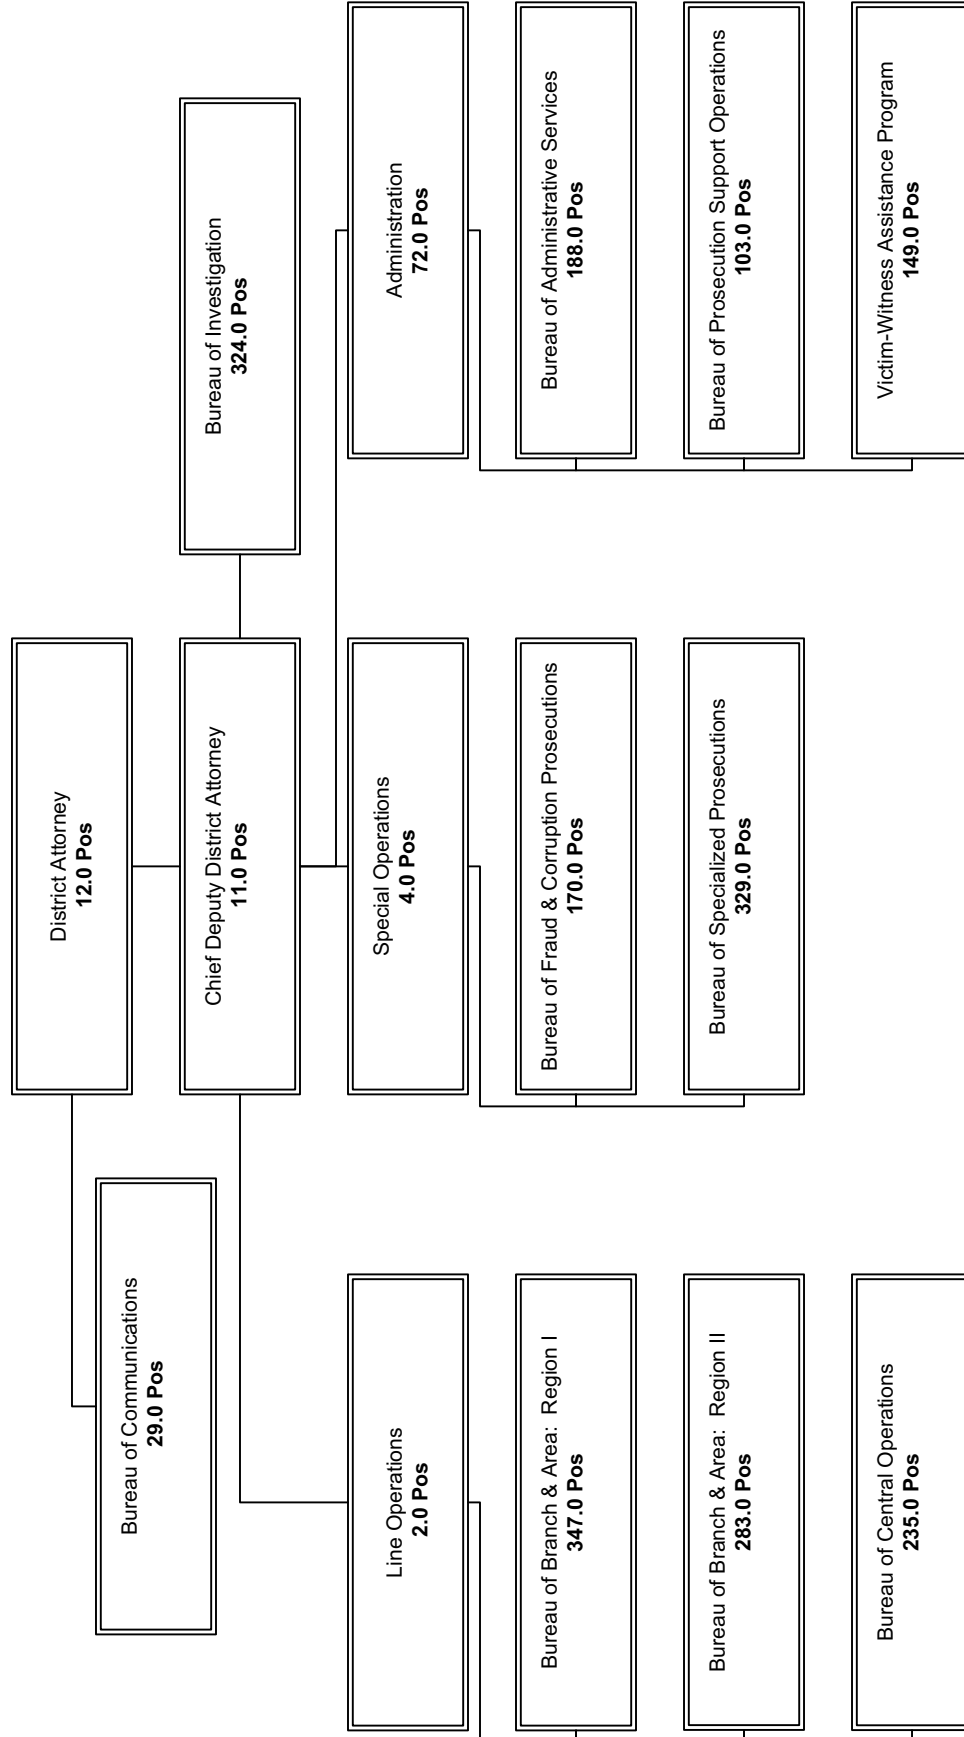 District Attorney
12.0 Pos
Bureau of Communications
29.0 Pos
Chief Deputy District Attorney
11.0 Pos
Bureau of Investigation
324.0 Pos
Line Operations
2.0 Pos
Bureau of Branch & Area:  Region I
347.0 Pos
Bureau of Branch & Area:  Region II
283.0 Pos
Bureau of Central Operations
235.0 Pos
Special Operations
4.0 Pos
Bureau of Fraud & Corruption Prosecutions
170.0 Pos
Bureau of Specialized Prosecutions
329.0 Pos
Administration
72.0 Pos
Bureau of Administrative Services
188.0 Pos
Bureau of Prosecution Support Operations
103.0 Pos
Victim-Witness Assistance Program
149.0 Pos